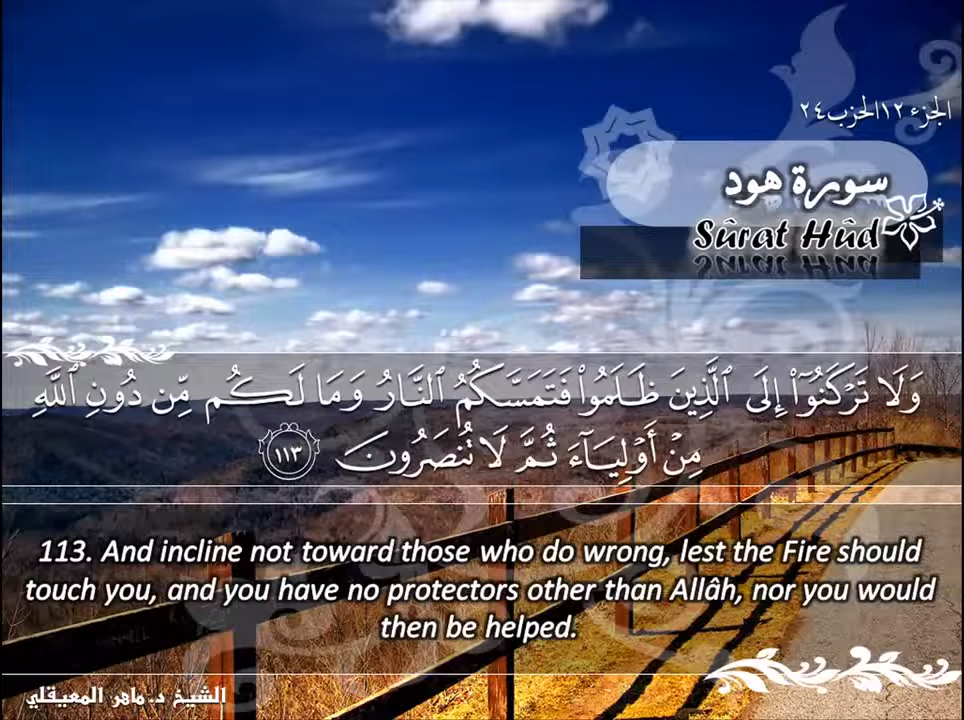 الجزء ١٢ الحزب ٢٤
سورة هود
Sûrat Hûd
وَلَا تَرْكَنُوٓا۟ إِلَى ٱلَّذِينَ ظَلَمُوا۟ فَتَمَسَّكُمُ ٱلنَّارُ وَمَا لَكُم مِّن دُونِ ٱللَّهِ
مِنْ أَوْلِيَآءَ ثُمَّ لَا تُنصَرُونَ ١١٣
113. And incline not toward those who do wrong, lest the Fire should
touch you, and you have no protectors other than Allâh, nor you would
then be helped.
الشيخ د. ماهر المعيقلي